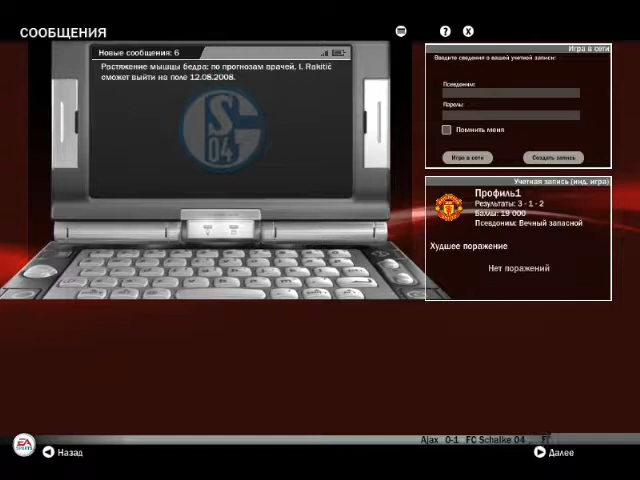 СООБЩЕНИЯ
Новые сообщения: 6
Растяжение мышцы бедра: по прогнозам врачей, I. Rakitić
сможет выйти на поле 12.08.2008.
S
04
Игра в сети
Введите сведения о вашей учетной записи:
Псевдоним:
Пароль:
Помнить меня
Игра в сети
Создать запись
Учетная запись (инд. игра)
Профиль1
Результаты: 3 - 1 - 2
Баллы: 19 000
Псевдоним: Вечный запасной
Худшее поражение
Нет поражений
Ajax 0-1 FC Schalke 04
EA
SPORTS
Назад
Далее